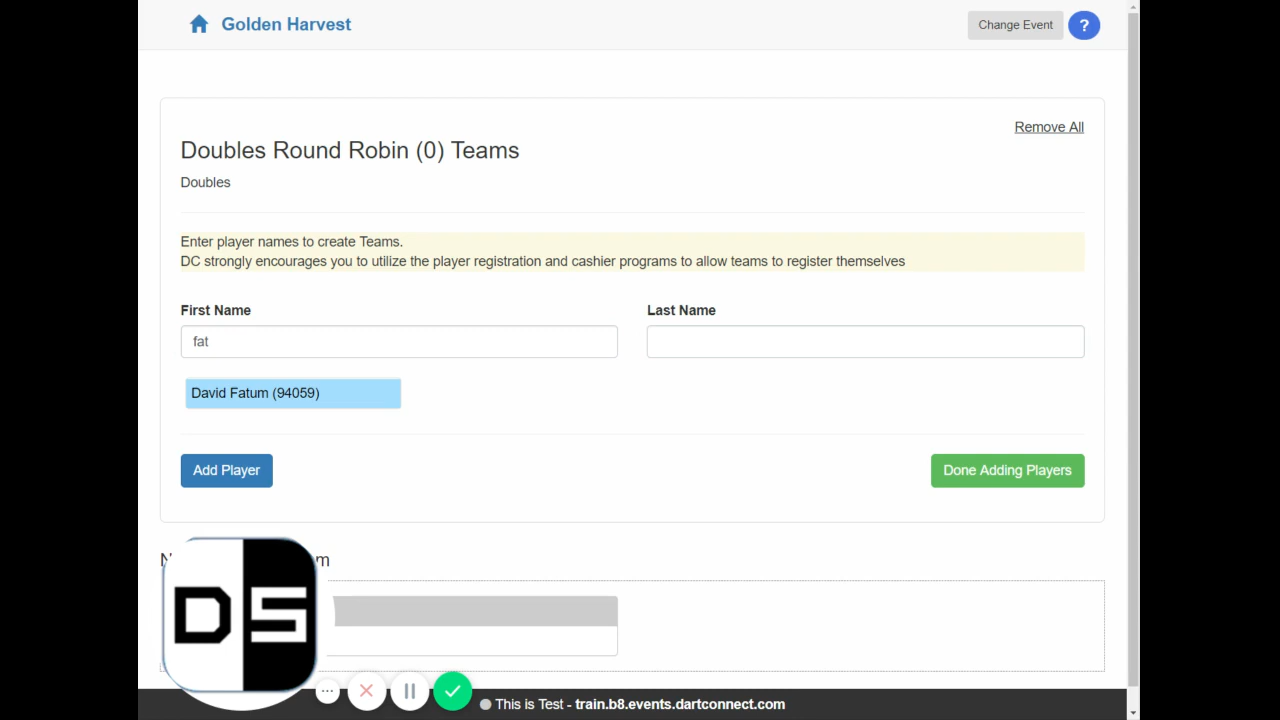 Golden Harvest
Change Event
?
Remove All
Doubles Round Robin (0) Teams
Doubles
Enter player names to create Teams.
DC strongly encourages you to utilize the player registration and cashier programs to allow teams to register themselves
First Name
Last Name
fat
David Fatum (94059)
Add Player
Done Adding Players
DS
This is Test - train.b8.events.dartconnect.com